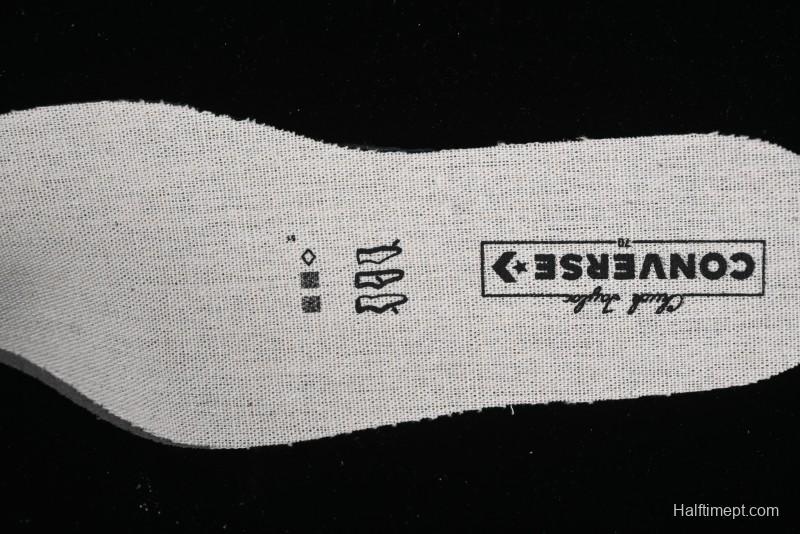 Chuck Taylor
CONVERSE
70
Halftimept.com